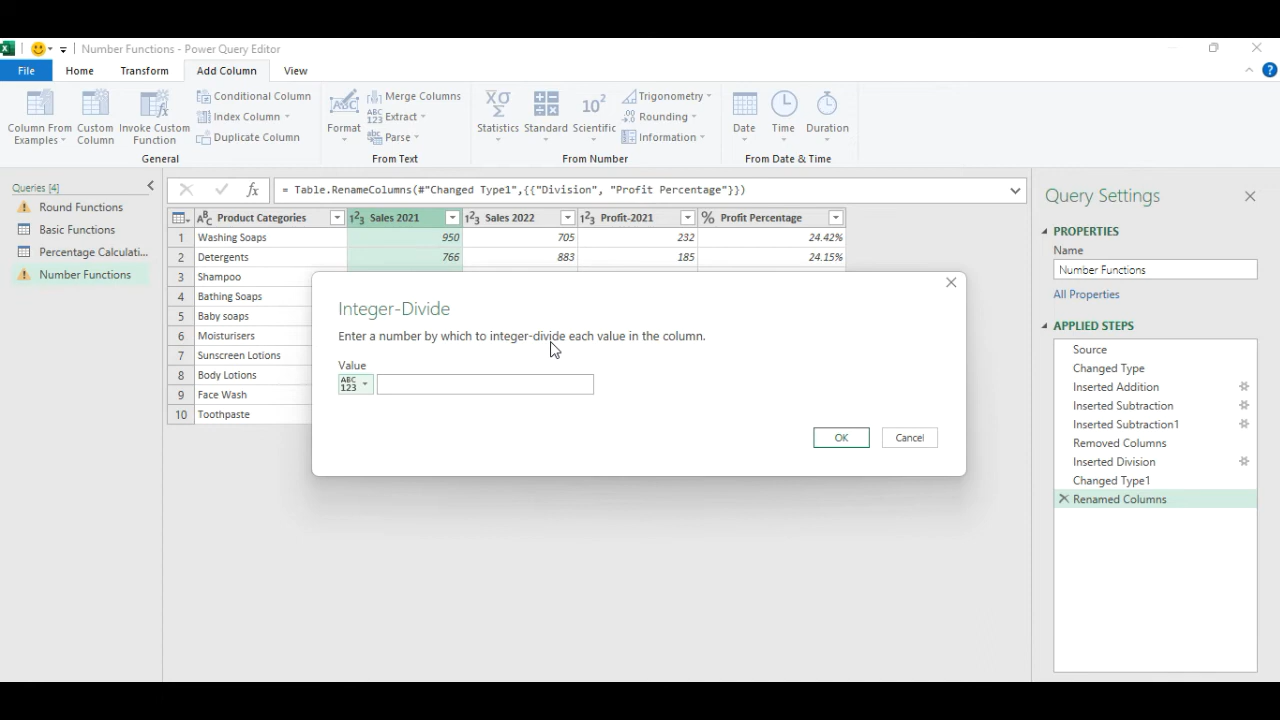 Number Functions - Power Query Editor
File Home Transform Add Column View
Column From Examples
Custom Column
Invoke Custom Function
Conditional Column
Index Column
Duplicate Column
General
Format
Merge Columns
Extract
Parse
From Text
Statistics
Standard
Scientific
Trigonometry
Rounding
Information
From Number
Date
Time
Duration
From Date & Time
Queries [4]
Round Functions
Basic Functions
Percentage Calculati...
Number Functions
= Table.RenameColumns(#"Changed Type1",{{"Division", "Profit Percentage"}})
Product Categories Sales 2021 Sales 2022 Profit-2021 % Profit Percentage
1 Washing Soaps 950 705 232 24.42%
2 Detergents 766 883 185 24.15%
3 Shampoo
4 Bathing Soaps
5 Baby soaps
6 Moisturisers
7 Sunscreen Lotions
8 Body Lotions
9 Face Wash
10 Toothpaste
Integer-Divide
Enter a number by which to integer-divide each value in the column.
Value
ABC
123
OK Cancel
Query Settings
PROPERTIES
Name
Number Functions
All Properties
APPLIED STEPS
Source
Changed Type
Inserted Addition
Inserted Subtraction
Inserted Subtraction1
Removed Columns
Inserted Division
Changed Type1
Renamed Columns